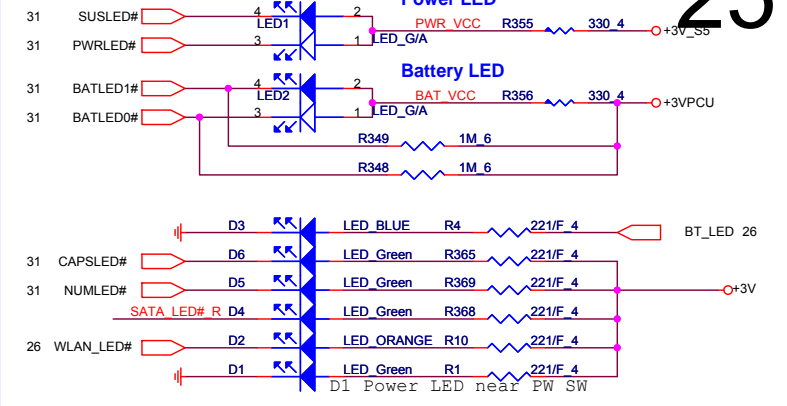 Power LED
25
31 SUSLED# 4 LED1 2 PWR_VCC R355 330_4 +3V_S5
31 PWRLED# 3 1 LED_G/A
Battery LED
31 BATLED1# 4 LED2 2 BAT_VCC R356 330_4 +3VPCU
31 BATLED0# 3 1 LED_G/A
R349 1M_6
R348 1M_6
D3 LED_BLUE R4 221/F_4 BT_LED 26
31 CAPSLED# D6 LED_Green R365 221/F_4
31 NUMLED# D5 LED_Green R369 221/F_4 +3V
SATA_LED#_R D4 LED_Green R368 221/F_4
26 WLAN_LED# D2 LED_ORANGE R10 221/F_4
D1 LED_Green R1 221/F_4
D1 Power LED near PW SW